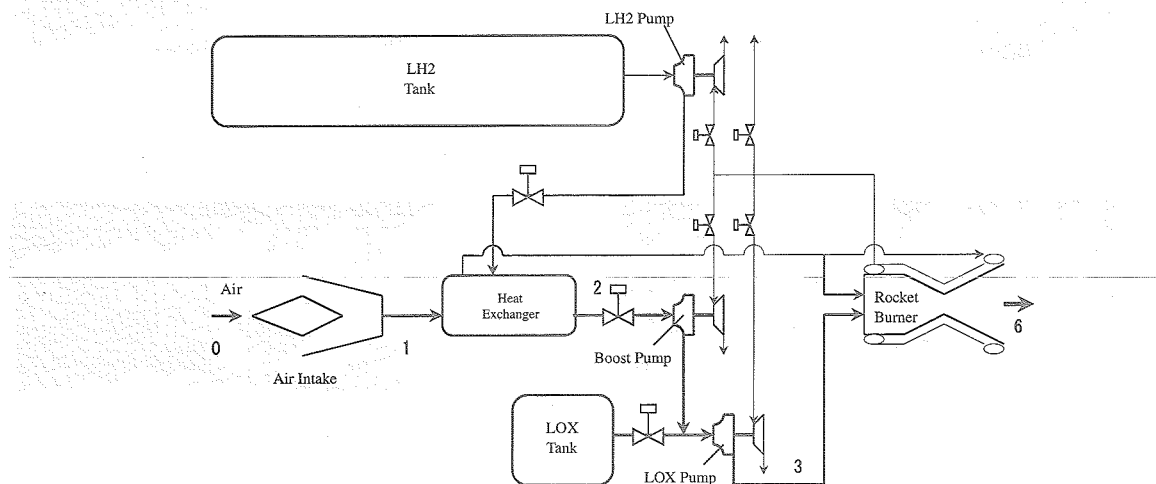 LH2 Pump
LH2
Tank
Air
0
Air Intake
1
Heat
Exchanger
2
Boost Pump
LOX
Tank
LOX Pump
3
Rocket
Burner
6